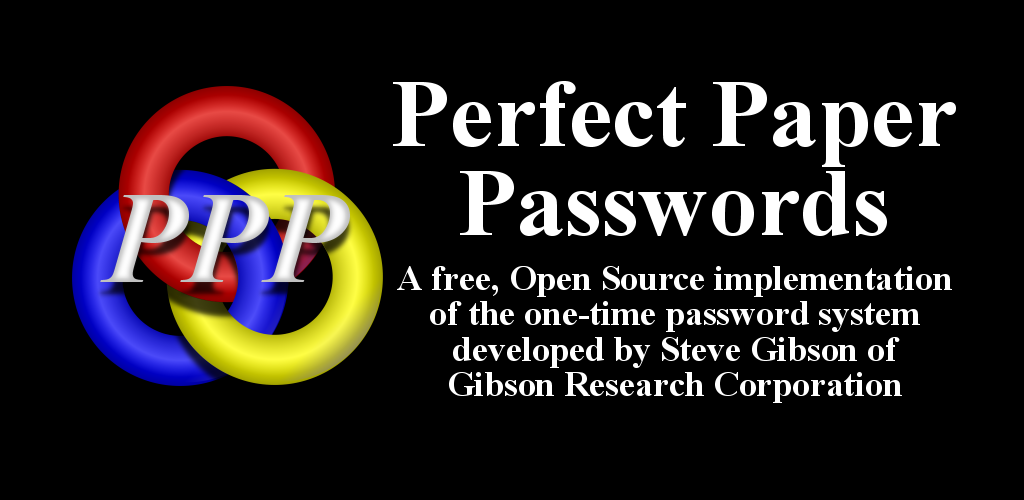 PPP
Perfect Paper
Passwords
A free, Open Source implementation
of the one-time password system
developed by Steve Gibson of
Gibson Research Corporation